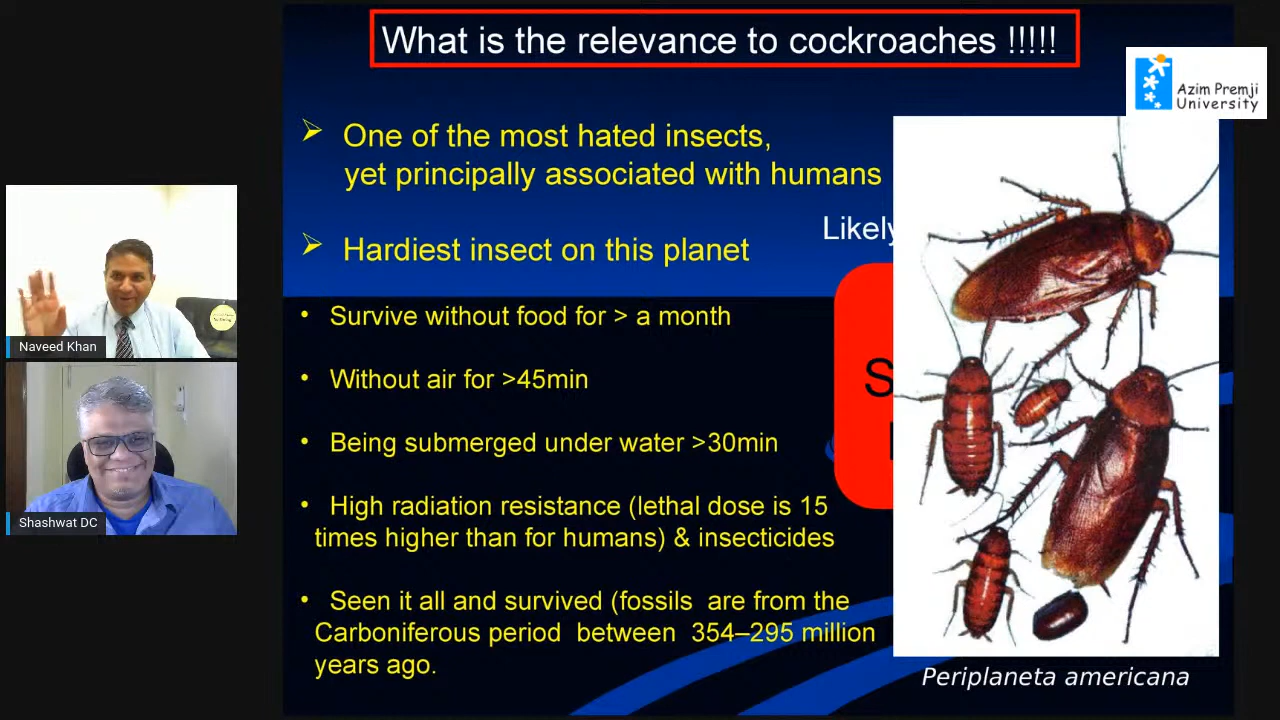 What is the relevance to cockroaches !!!!!
Azim Premji
University
One of the most hated insects,
yet principally associated with humans
Likely
Hardiest insect on this planet
• Survive without food for > a month
• Without air for >45min
• Being submerged under water >30min
• High radiation resistance (lethal dose is 15
times higher than for humans) & insecticides
• Seen it all and survived (fossils are from the
Carboniferous period between 354–295 million
years ago.
Periplaneta americana
Naveed Khan
Shashwat DC